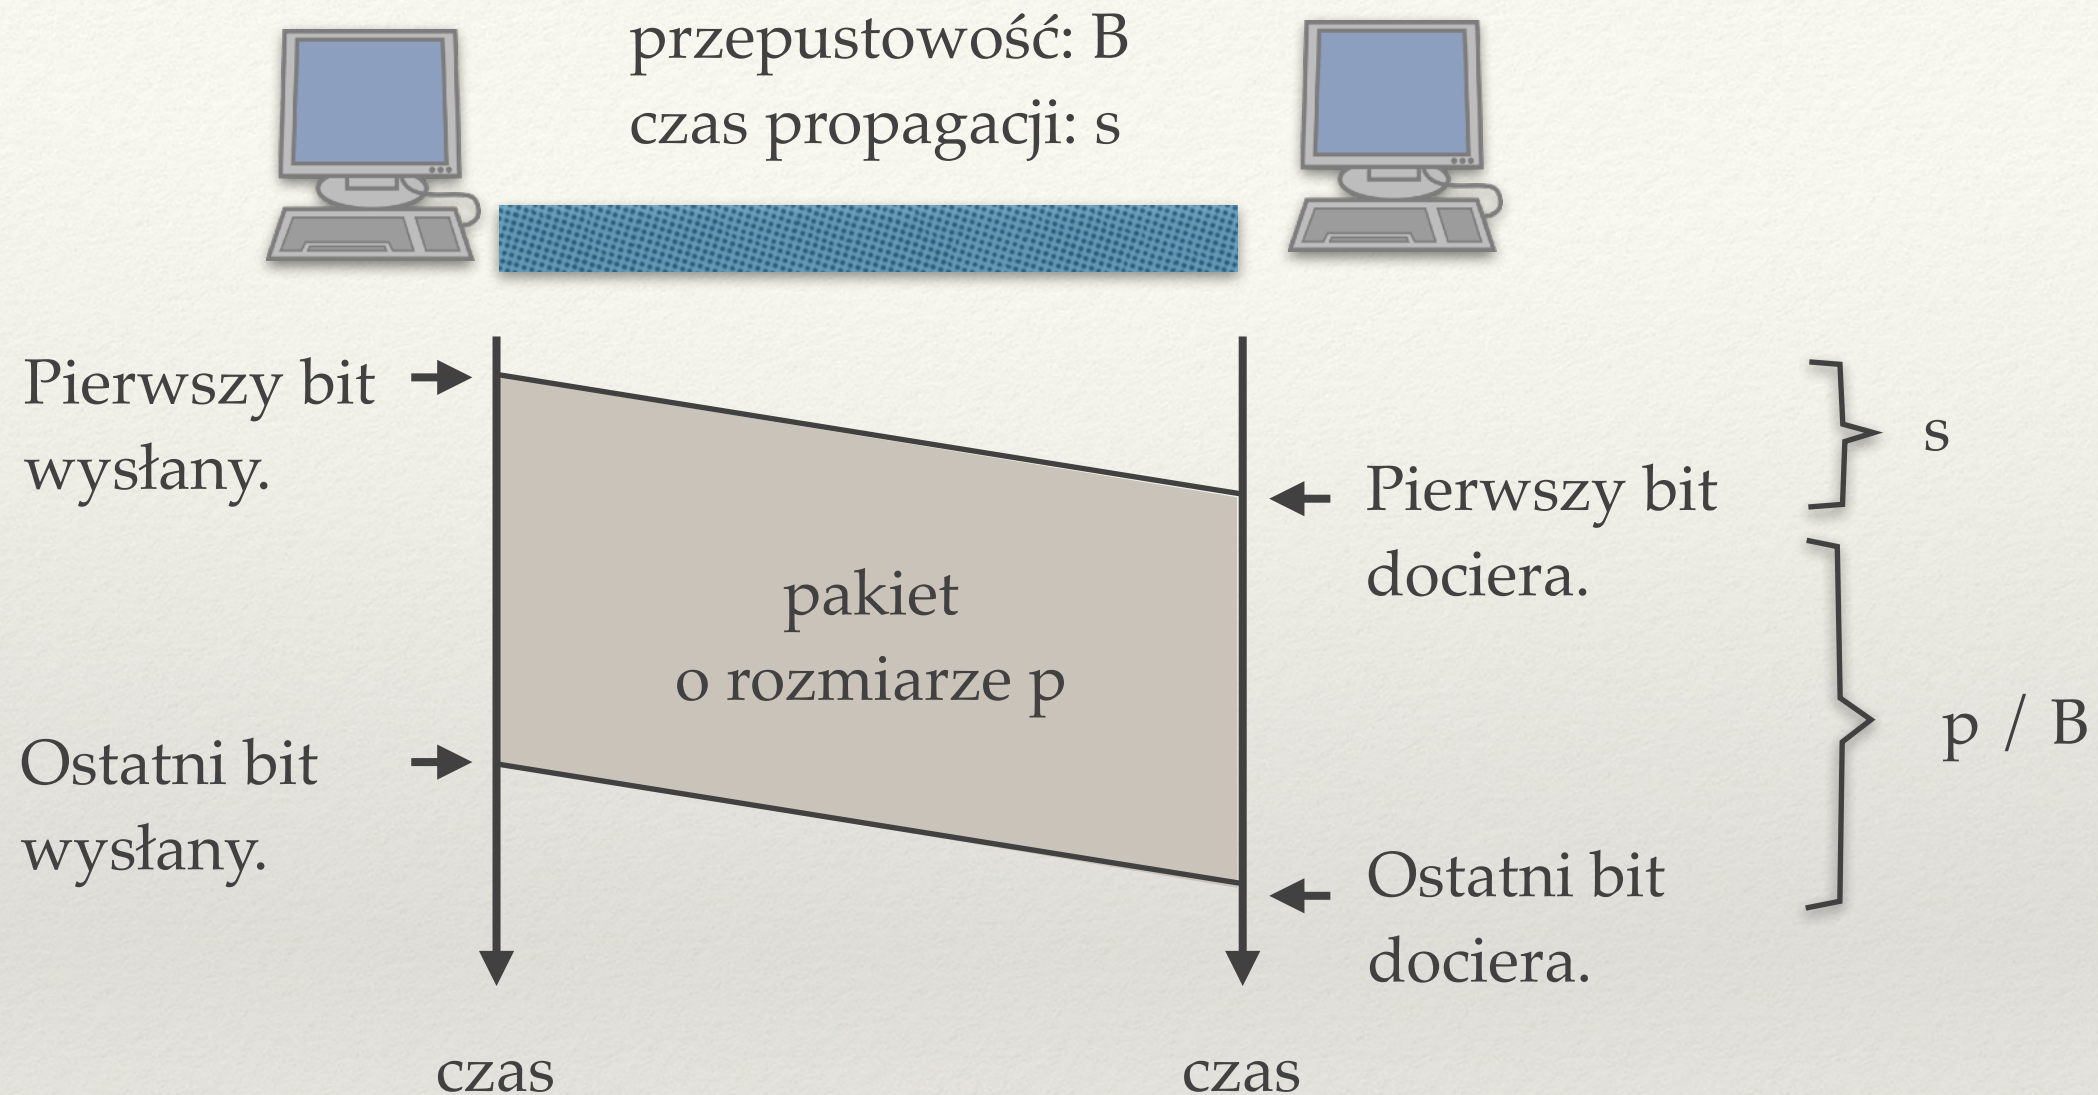 przepustowość: B
czas propagacji: s
Pierwszy bit
wysłany.
s
Pierwszy bit
dociera.
pakiet
o rozmiarze p
p / B
Ostatni bit
wysłany.
Ostatni bit
dociera.
czas
czas